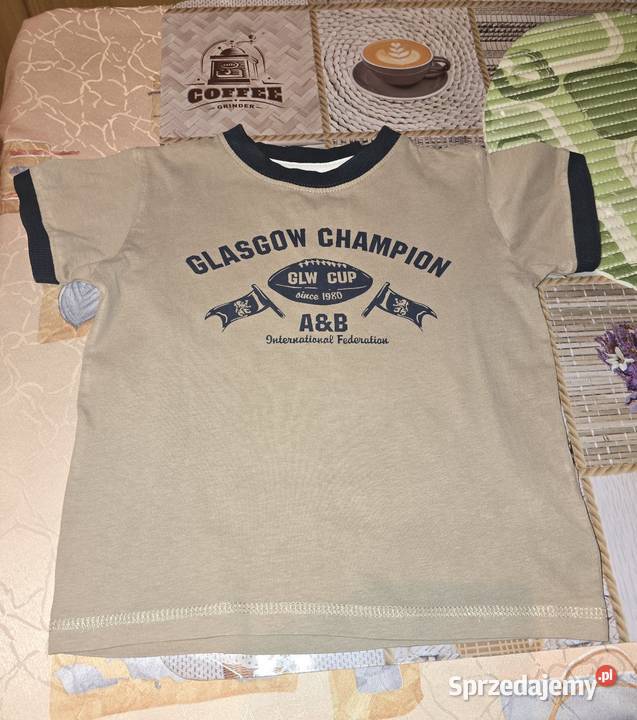 COFFEE
GRINDER
GLASGOW CHAMPION
GLW CUP
since 1980
A&B
International Federation
Sprzedajemy.pl